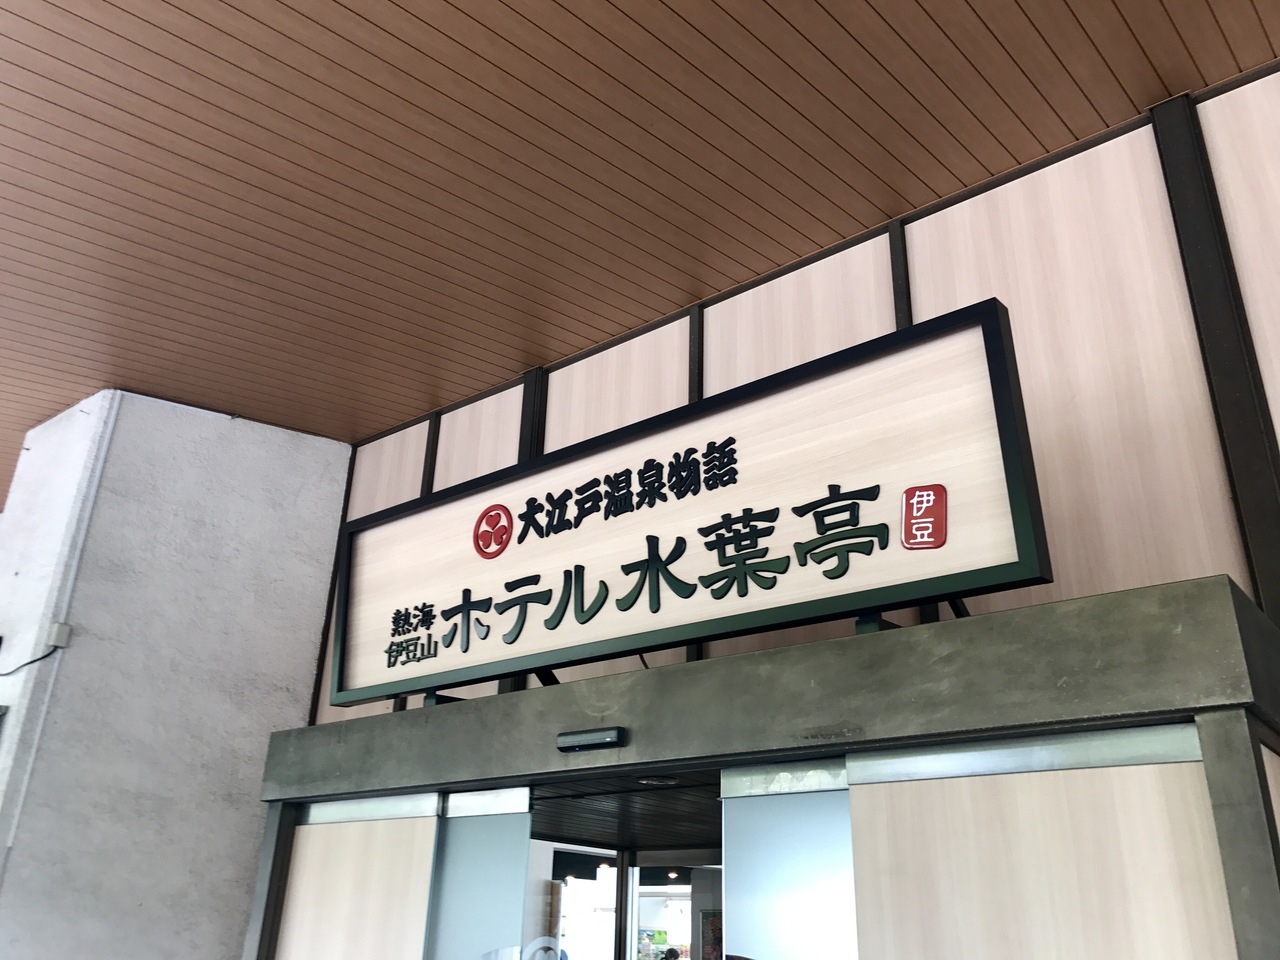 大江戸温泉物語
熱海
伊豆山
ホテル水葉亭
伊豆